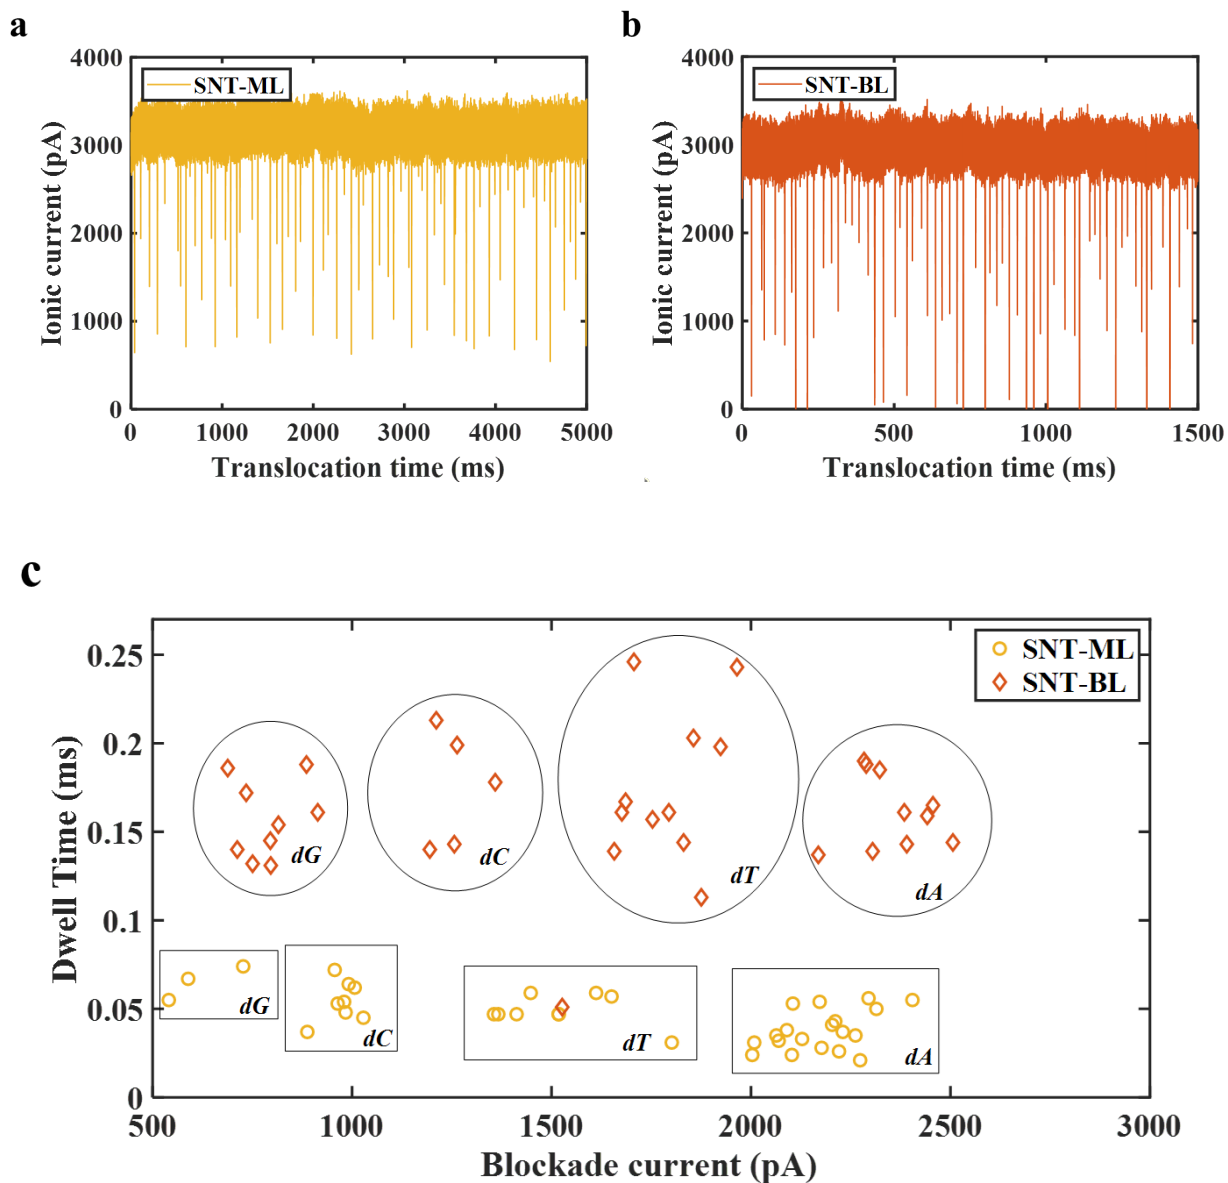 a
b
4000
3000
2000
1000
0
Ionic current (pA)
SNT-ML
0 1000 2000 3000 4000 5000
Translocation time (ms)
4000
3000
2000
1000
0
Ionic current (pA)
SNT-BL
0 500 1000 1500
Translocation time (ms)
c
0.25
0.2
0.15
0.1
0.05
0
Dwell Time (ms)
SNT-ML
SNT-BL
dG
dC
dT
dA
dG
dC
dT
dA
500 1000 1500 2000 2500 3000
Blockade current (pA)